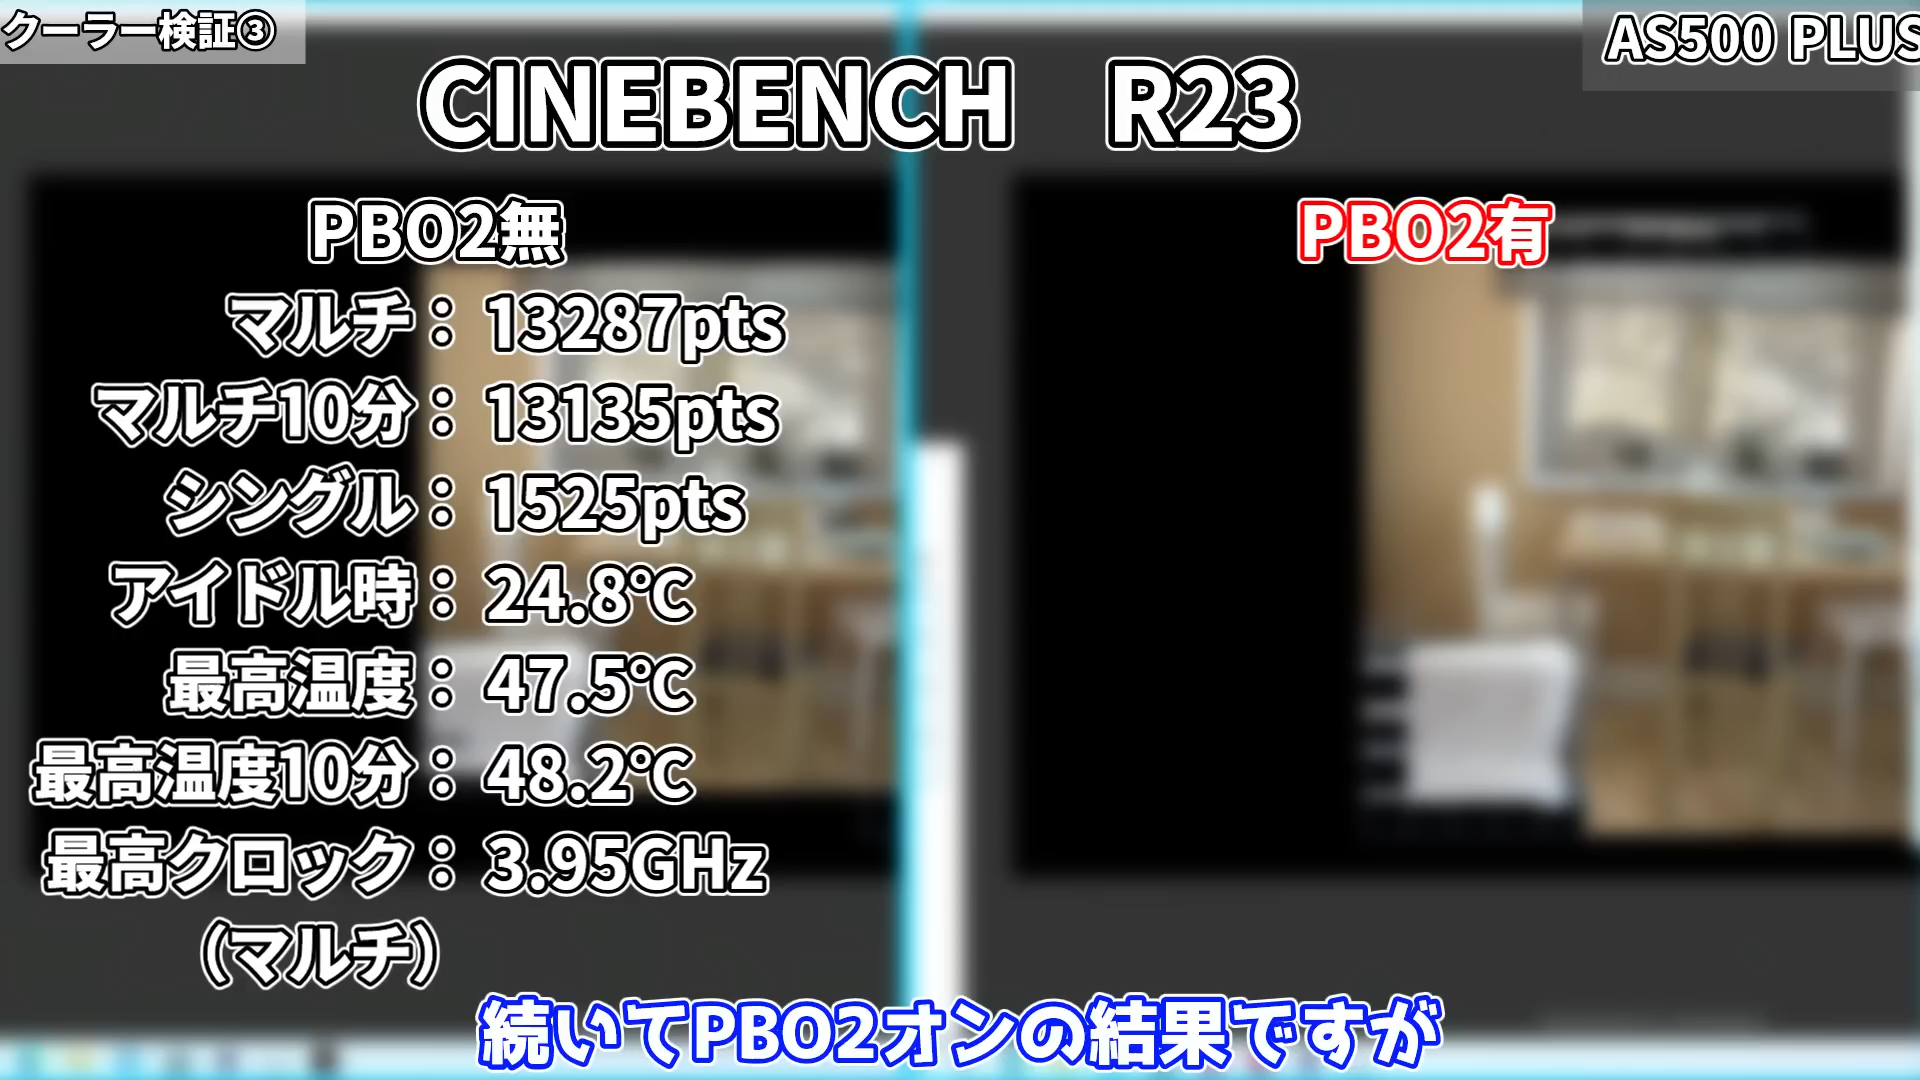 クーラー検証③
AS500 PLUS
CINEBENCH R23
PBO2無
PBO2有
マルチ：13287pts
マルチ10分：13135pts
シングル：1525pts
アイドル時：24.8℃
最高温度：47.5℃
最高温度10分：48.2℃
最高クロック：3.95GHz
（マルチ）
続いてPBO2オンの結果ですが